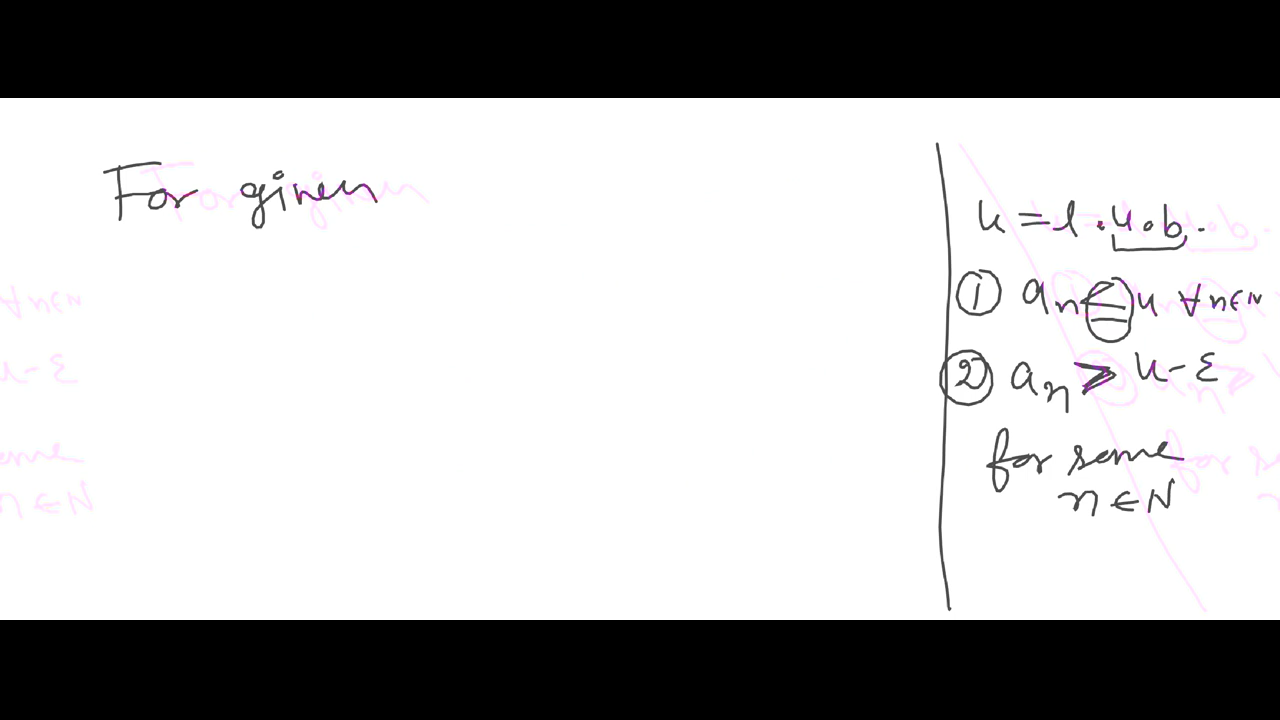 For given
u = l.u.b.
① aₙ ≤ u ∀ n∈N
② aₙ > u-ε
for some
n ∈ N